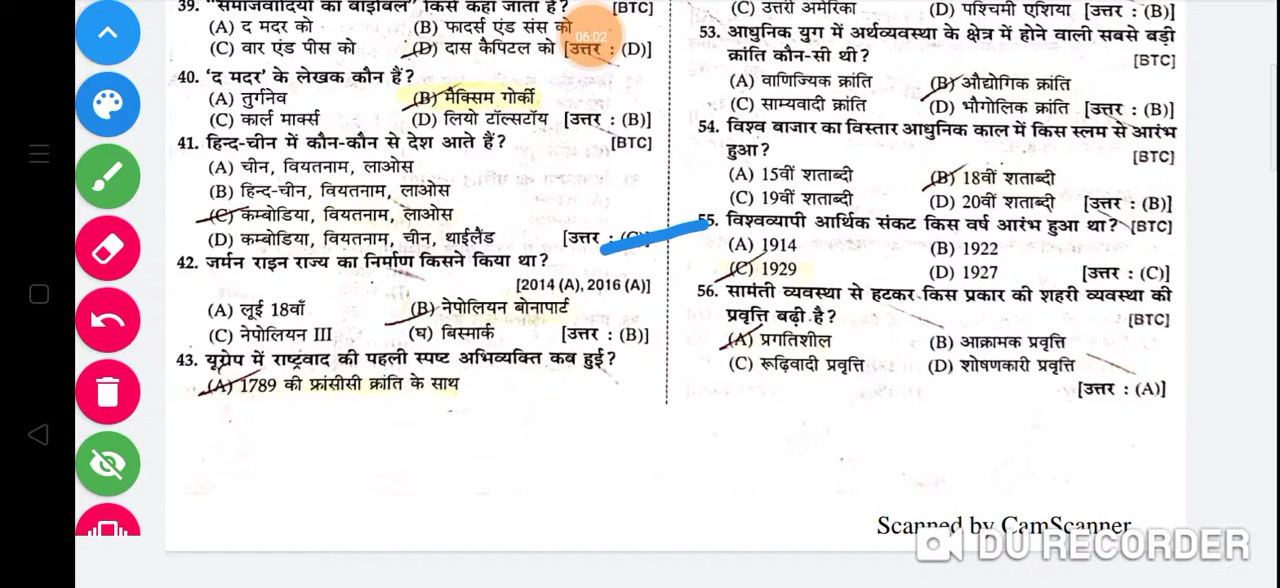 39. "समाजवादियों का बाइबिल" किसे कहा जाता है? [BTC]
(A) द मदर को (B) फादर्स एंड संस को
(C) वार एंड पीस को (D) दास कैपिटल को [उत्तर : (D)]
40. 'द मदर' के लेखक कौन हैं?
(A) तुर्गनेव (B) मैक्सिम गोर्की
(C) कार्ल मार्क्स (D) लियो टॉल्स्टॉय [उत्तर : (B)]
41. हिन्द-चीन में कौन-कौन से देश आते हैं? [BTC]
(A) चीन, वियतनाम, लाओस
(B) हिन्द-चीन, वियतनाम, लाओस
(C) कम्बोडिया, वियतनाम, लाओस
(D) कम्बोडिया, वियतनाम, चीन, थाईलैंड [उत्तर : (C)]
42. जर्मन राइन राज्य का निर्माण किसने किया था?
[2014 (A), 2016 (A)]
(A) लूई 18वाँ (B) नेपोलियन बोनापार्ट
(C) नेपोलियन III (घ) बिस्मार्क [उत्तर : (B)]
43. यूरोप में राष्ट्रवाद की पहली स्पष्ट अभिव्यक्ति कब हुई?
(A) 1789 की फ्रांसीसी क्रांति के साथ
(C) उत्तरी अमेरिका (D) पश्चिमी एशिया [उत्तर : (B)]
53. आधुनिक युग में अर्थव्यवस्था के क्षेत्र में होने वाली सबसे बड़ी
क्रांति कौन-सी थी? [BTC]
(A) वाणिज्यिक क्रांति (B) औद्योगिक क्रांति
(C) साम्यवादी क्रांति (D) भौगोलिक क्रांति [उत्तर : (B)]
54. विश्व बाजार का विस्तार आधुनिक काल में किस स्लम से आरंभ
हुआ? [BTC]
(A) 15वीं शताब्दी (B) 18वीं शताब्दी
(C) 19वीं शताब्दी (D) 20वीं शताब्दी [उत्तर : (B)]
55. विश्वव्यापी आर्थिक संकट किस वर्ष आरंभ हुआ था? [BTC]
(A) 1914 (B) 1922
(C) 1929 (D) 1927 [उत्तर : (C)]
56. सामंती व्यवस्था से हटकर किस प्रकार की शहरी व्यवस्था की
प्रवृत्ति बढ़ी है? [BTC]
(A) प्रगतिशील (B) आक्रामक प्रवृत्ति
(C) रूढ़िवादी प्रवृत्ति (D) शोषणकारी प्रवृत्ति
[उत्तर : (A)]
06:02
Scanned by CamScanner
DU RECORDER